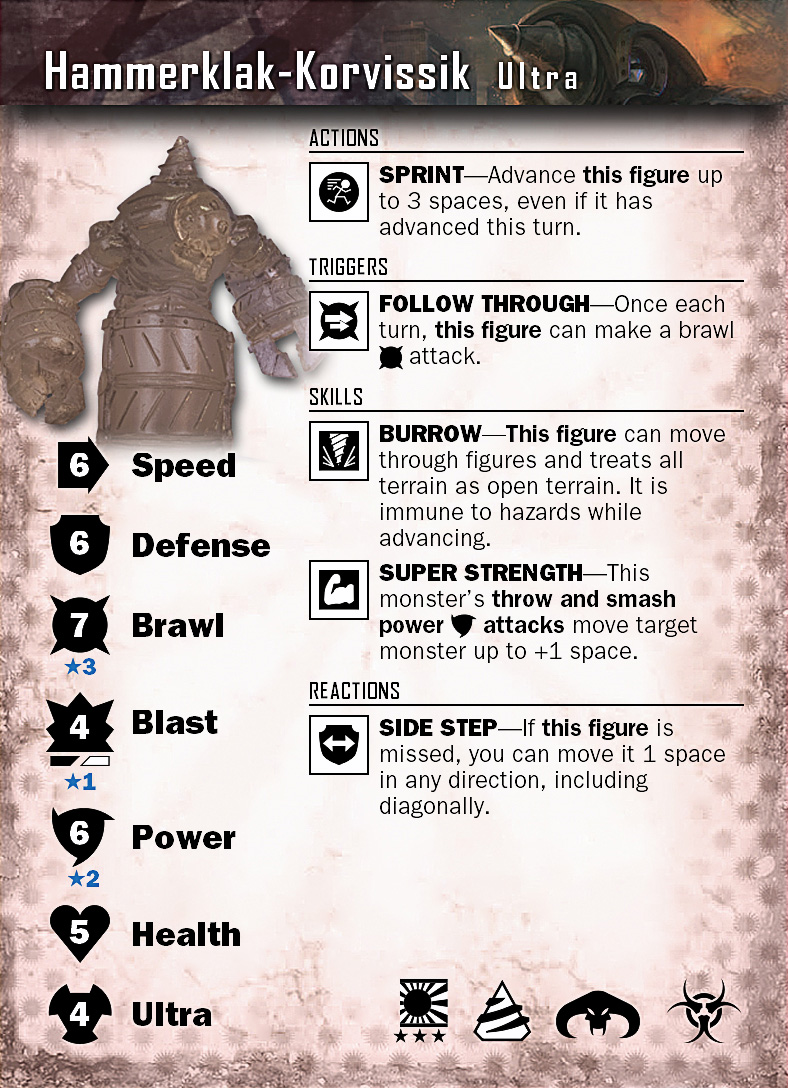 Hammerklak-Korvissik Ultra
ACTIONS
SPRINT—Advance this figure up
to 3 spaces, even if it has
advanced this turn.
TRIGGERS
FOLLOW THROUGH—Once each
turn, this figure can make a brawl
attack.
SKILLS
BURROW—This figure can move
through figures and treats all
terrain as open terrain. It is
immune to hazards while
advancing.
SUPER STRENGTH—This
monster's throw and smash
power attacks move target
monster up to +1 space.
REACTIONS
SIDE STEP—If this figure is
missed, you can move it 1 space
in any direction, including
diagonally.
6 Speed
6 Defense
7 Brawl
★3
4 Blast
★1
6 Power
★2
5 Health
4 Ultra
★★★